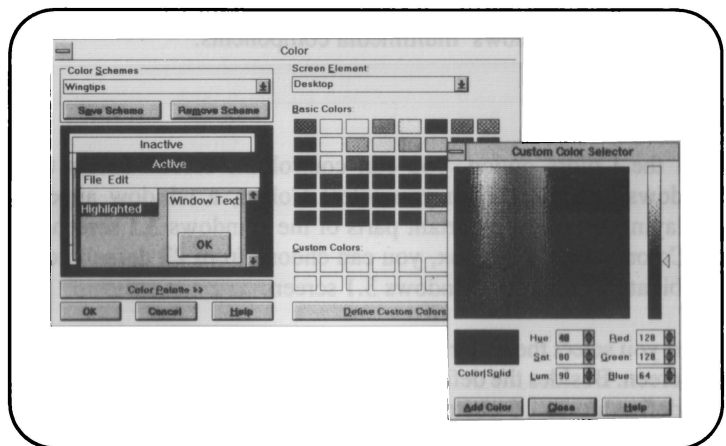 Color
Color Schemes
Wingtips
Save Scheme Remove Scheme
Inactive
Active
File Edit
Highlighted
Window Text
OK
Color Palette >>
OK Cancel Help
Screen Element:
Desktop
Basic Colors:
Custom Colors:
Define Custom Colors
Custom Color Selector
Color|Solid
Hue 40 Red 128
Sat 80 Green 128
Lum 90 Blue 64
Add Color Close Help